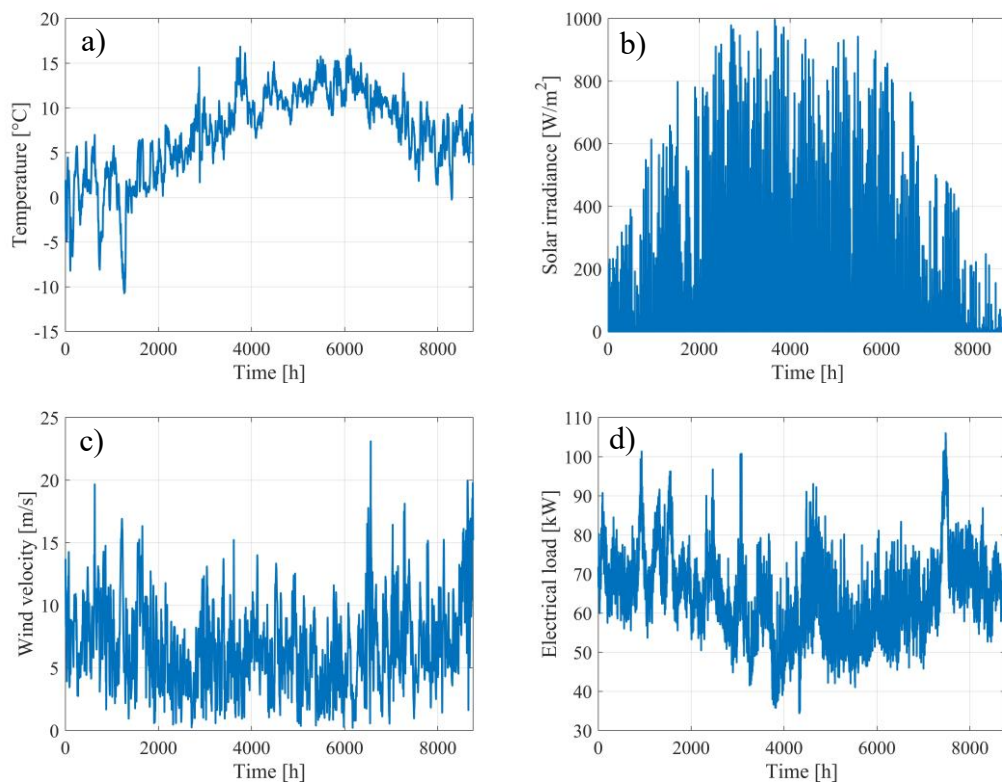 a)
Temperature [°C]
20
15
10
5
0
-5
-10
-15
0 2000 4000 6000 8000
Time [h]
b)
Solar irradiance [W/m²]
1000
800
600
400
200
0
0 2000 4000 6000 8000
Time [h]
c)
Wind velocity [m/s]
25
20
15
10
5
0
0 2000 4000 6000 8000
Time [h]
d)
Electrical load [kW]
110
100
90
80
70
60
50
40
30
0 2000 4000 6000 8000
Time [h]